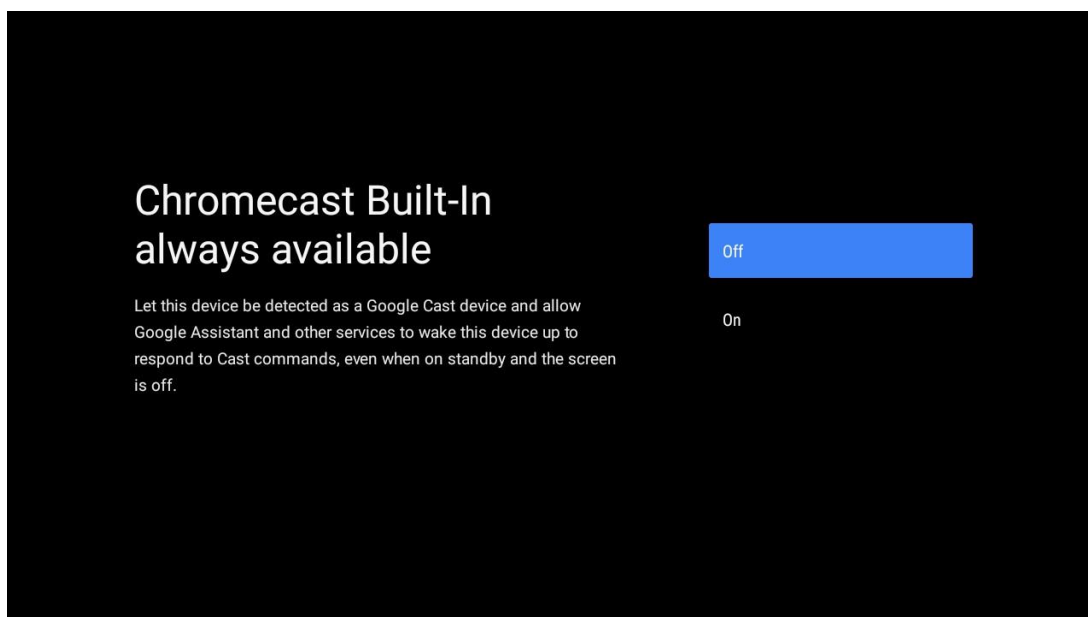 Chromecast Built-In
always available
Let this device be detected as a Google Cast device and allow
Google Assistant and other services to wake this device up to
respond to Cast commands, even when on standby and the screen
is off.
Off
On